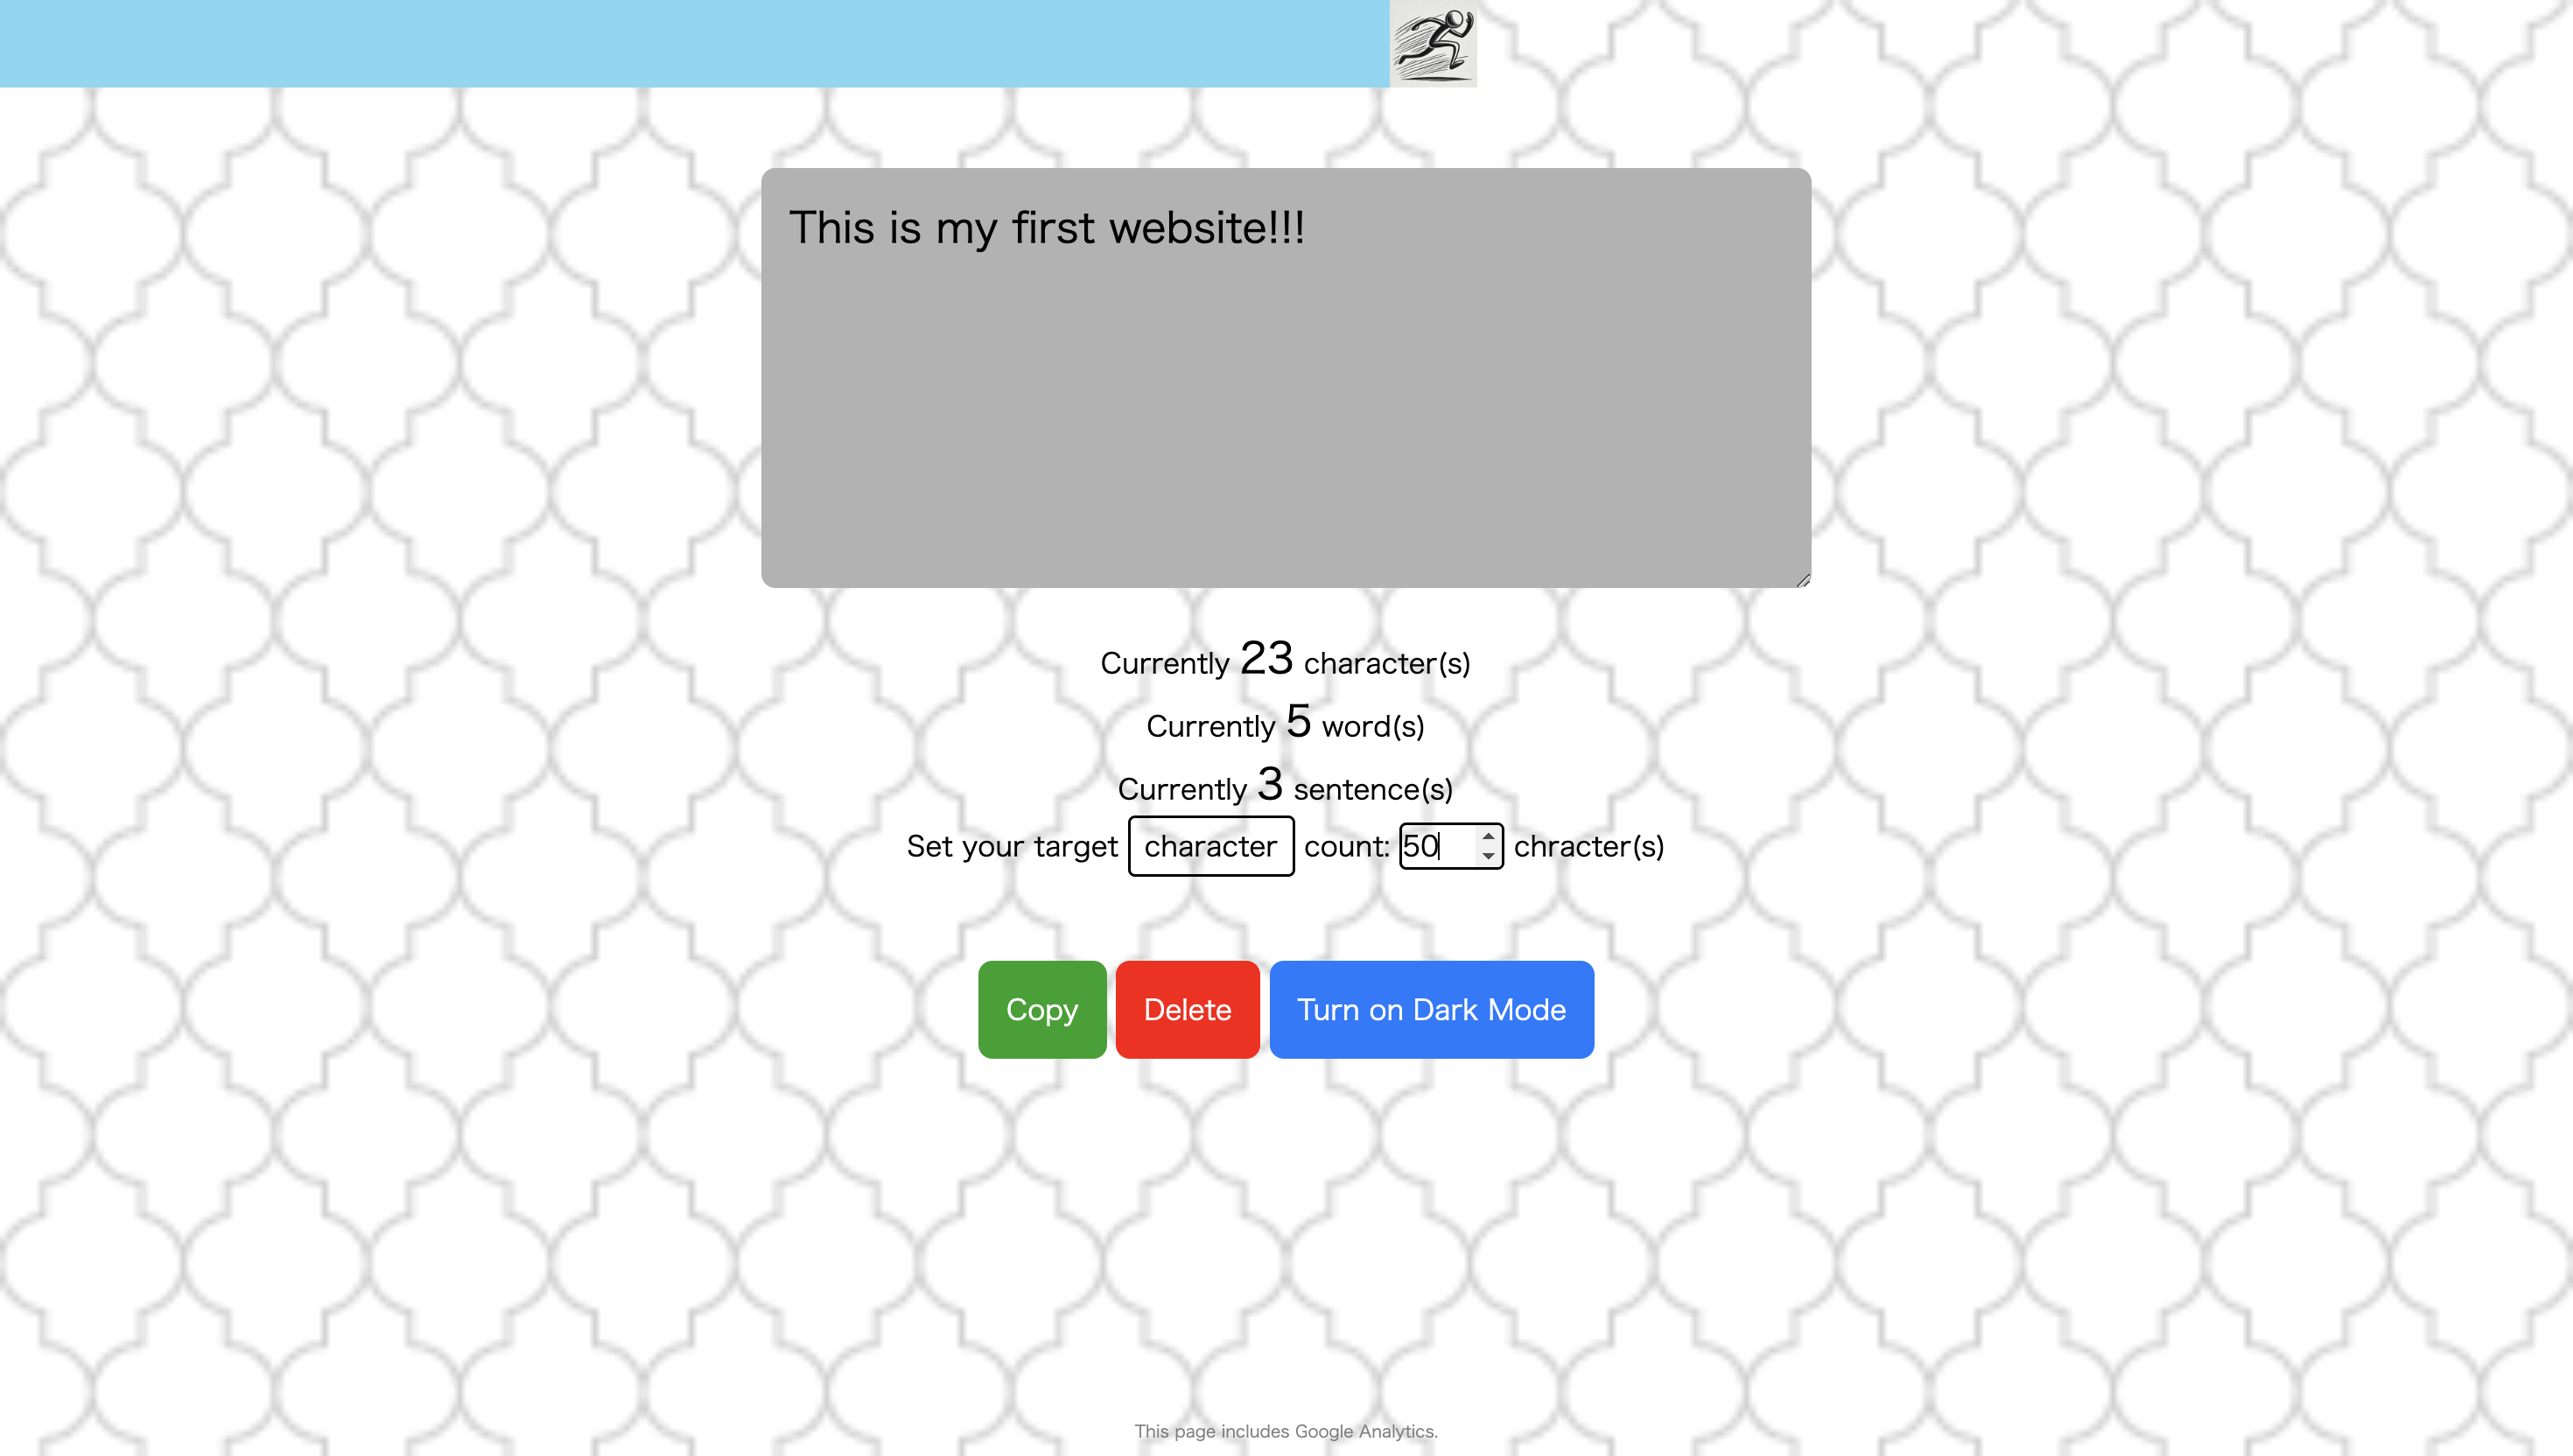 This is my first website!!!
Currently 23 character(s)
Currently 5 word(s)
Currently 3 sentence(s)
Set your target character count: 50 chracter(s)
Copy Delete Turn on Dark Mode
This page includes Google Analytics.